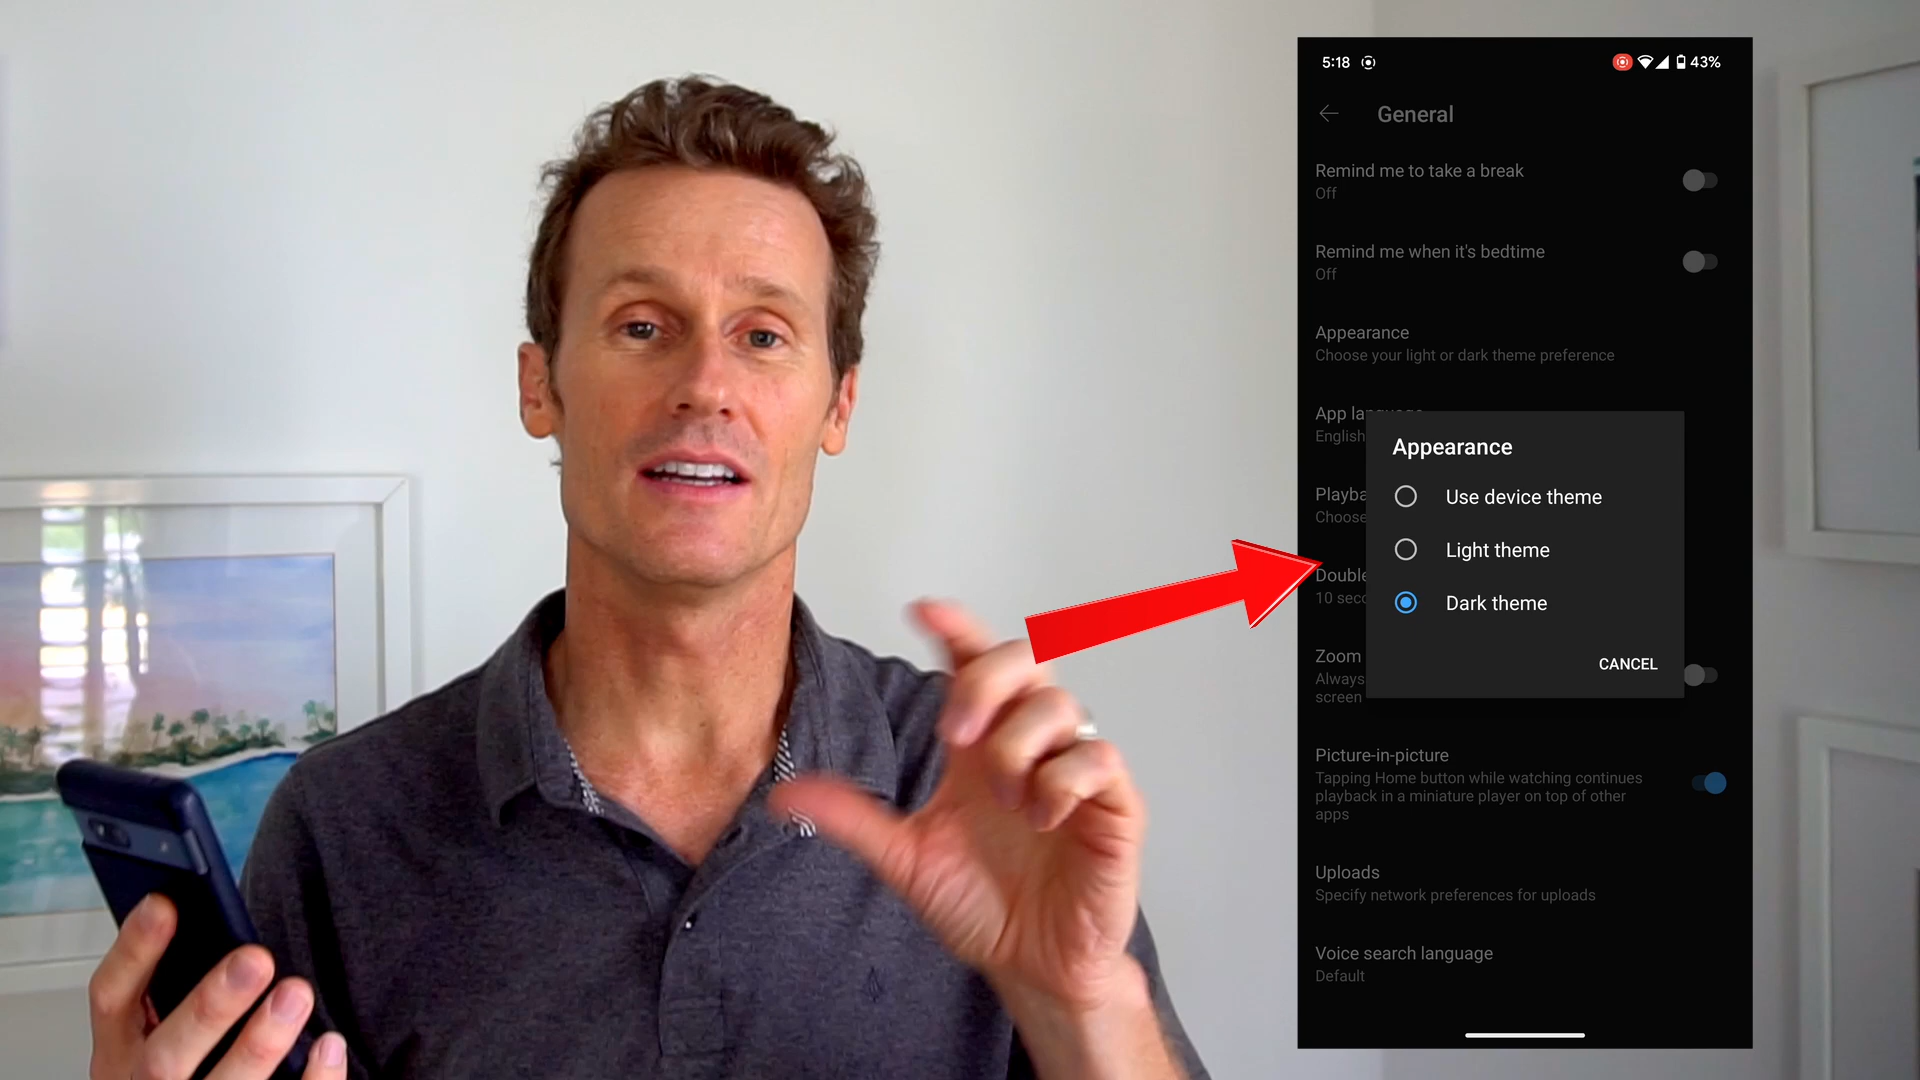 5:18
43%
General
Remind me to take a break
Off
Remind me when it's bedtime
Off
Appearance
Choose your light or dark theme preference
App language
English
Appearance
Use device theme
Light theme
Dark theme
CANCEL
Choose
Double
10
Zoom
Always
screen
Picture-in-picture
Tapping Home button while watching continues
playback in a miniature player on top of other
apps
Uploads
Specify network preferences for uploads
Voice search language
Default